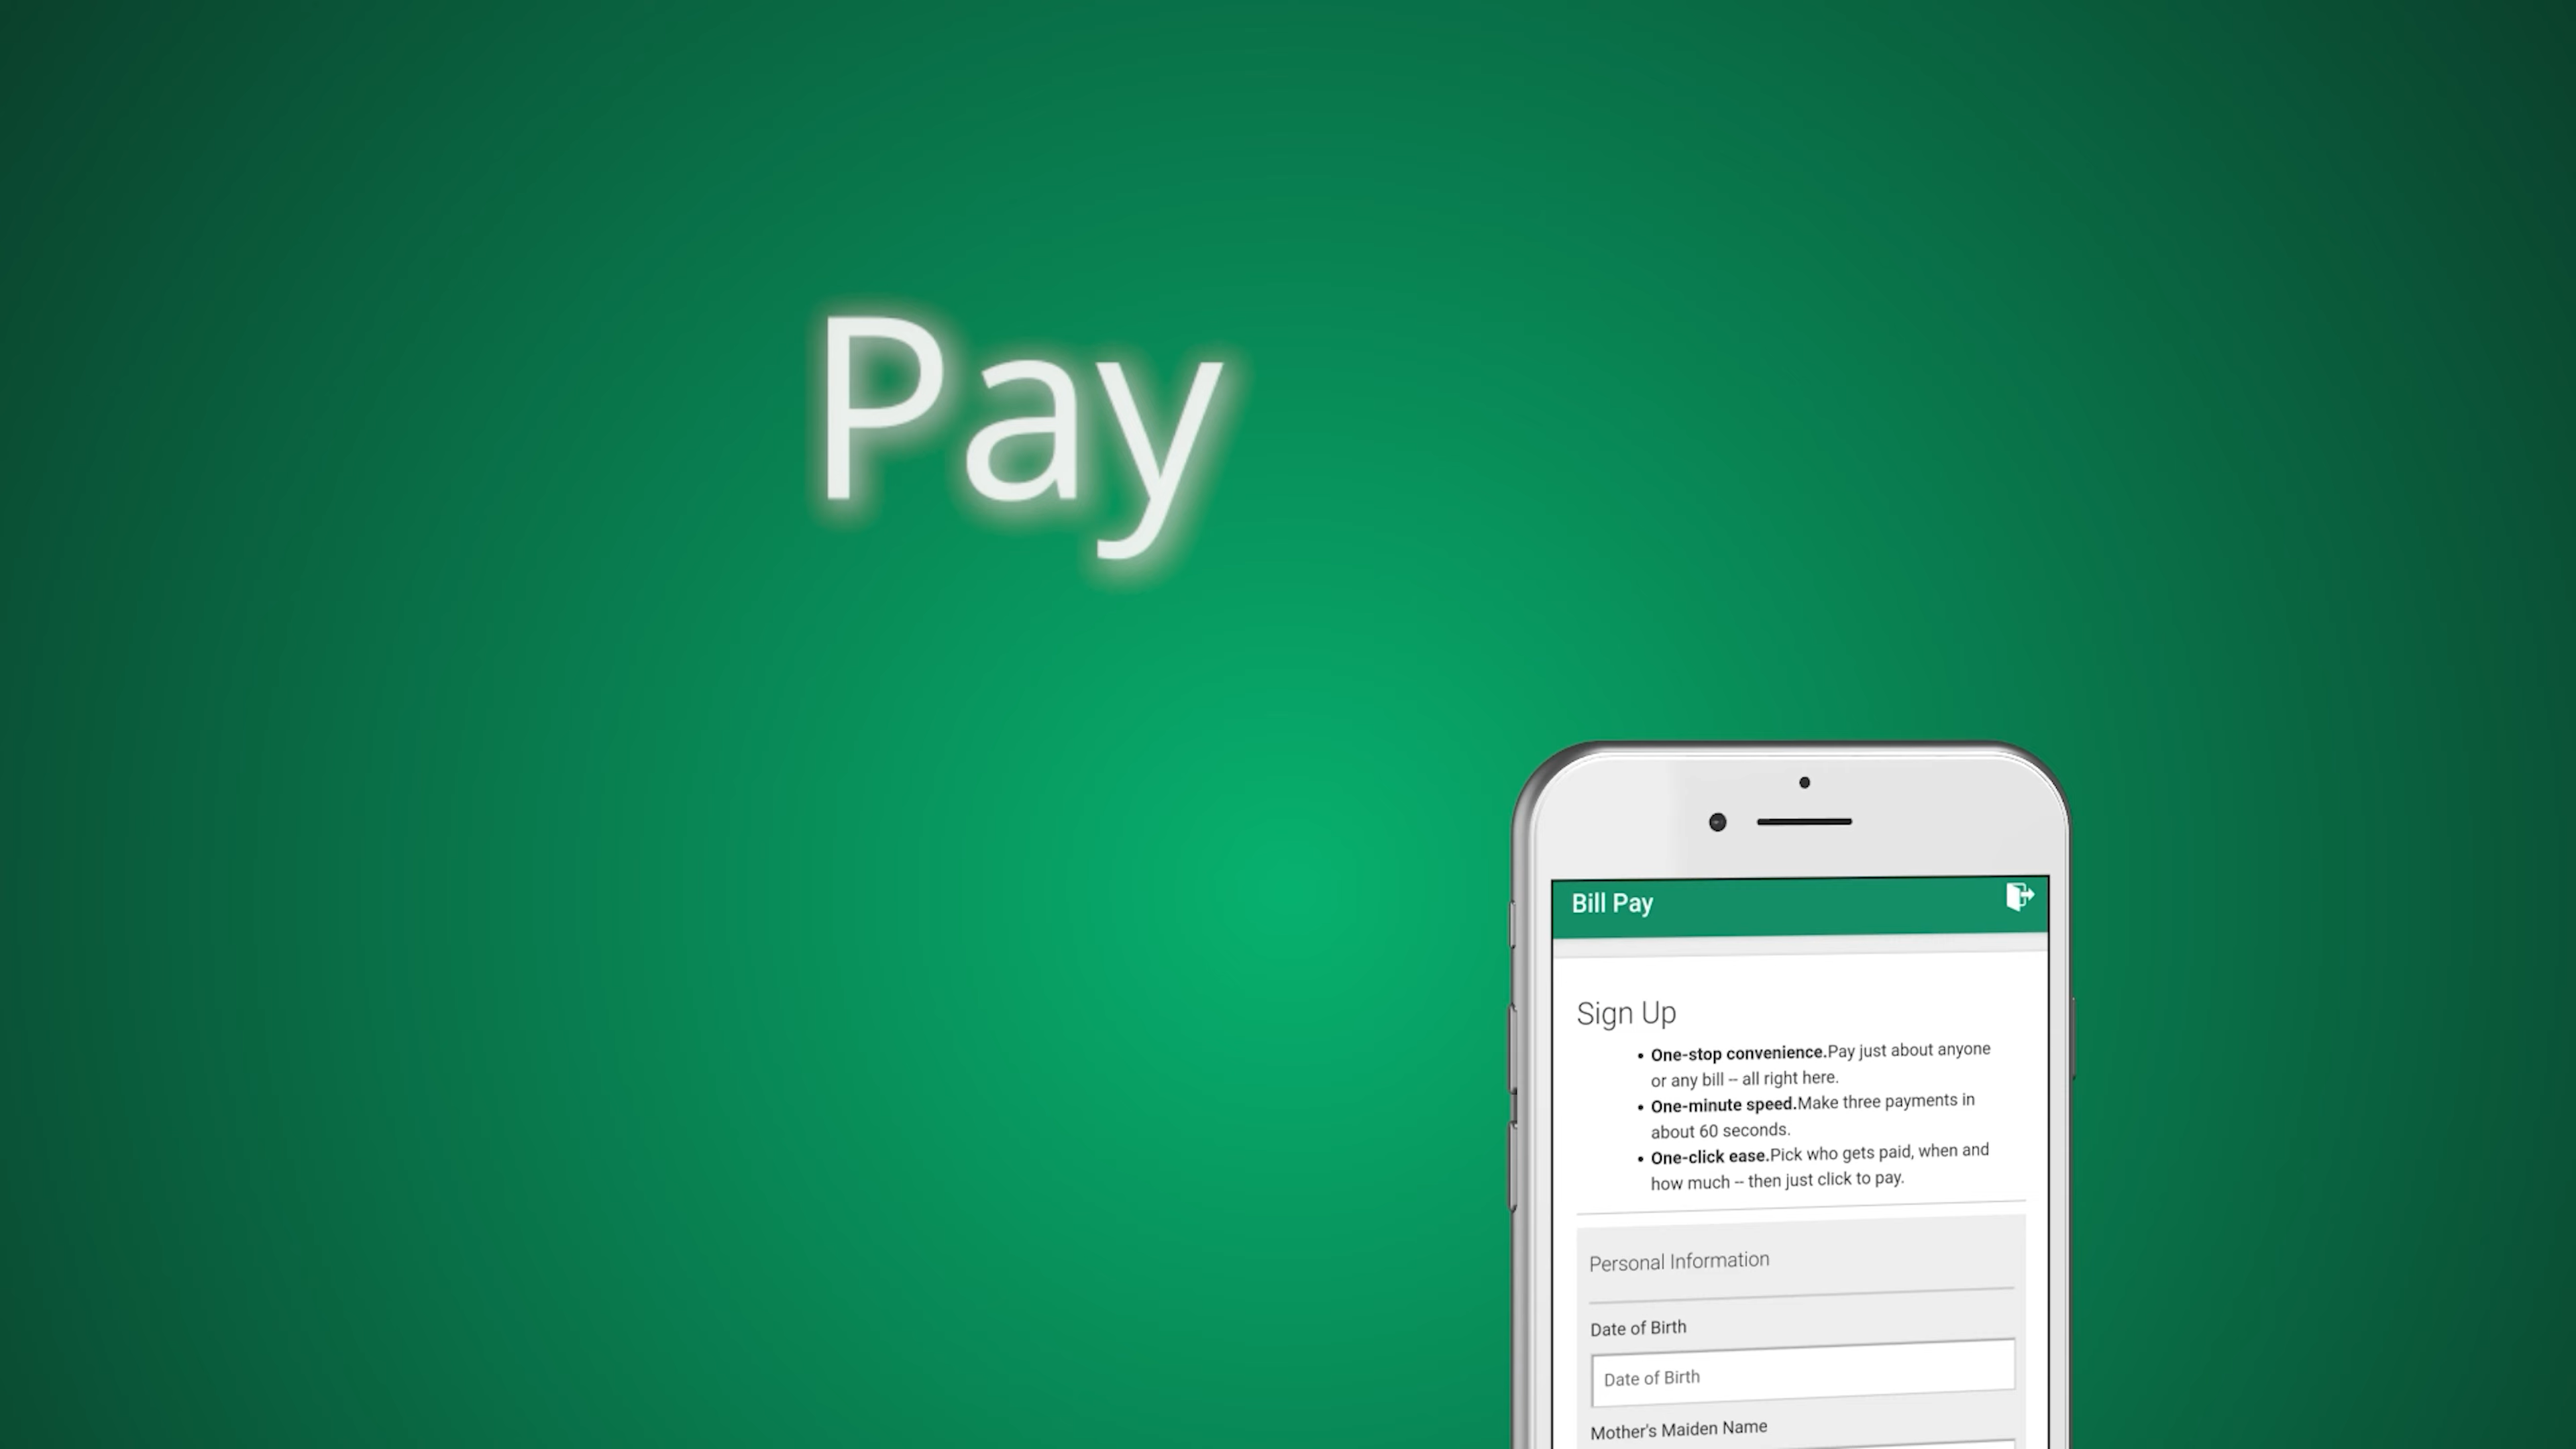 Pay
Bill Pay
Sign Up
• One-stop convenience.Pay just about anyone
or any bill -- all right here.
• One-minute speed.Make three payments in
about 60 seconds.
• One-click ease.Pick who gets paid, when and
how much -- then just click to pay.
Personal Information
Date of Birth
Date of Birth
Mother's Maiden Name